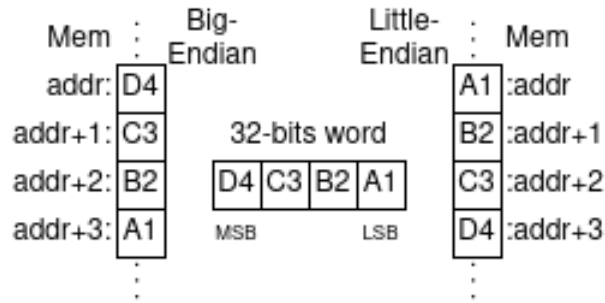 Mem Big-Endian Little-Endian Mem
addr: D4 A1 :addr
addr+1: C3 32-bits word B2 :addr+1
addr+2: B2 D4 C3 B2 A1 C3 :addr+2
addr+3: A1 MSB LSB D4 :addr+3